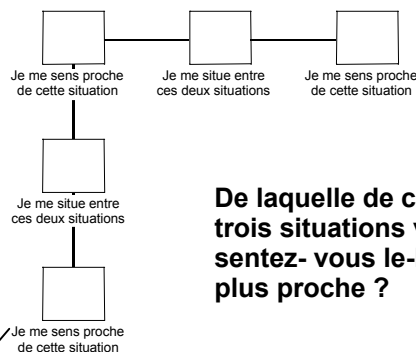 Je me sens proche
de cette situation
Je me situe entre
ces deux situations
Je me sens proche
de cette situation
Je me situe entre
ces deux situations
De laquelle de
trois situations
sentez- vous le-
plus proche ?
Je me sens proche
de cette situation